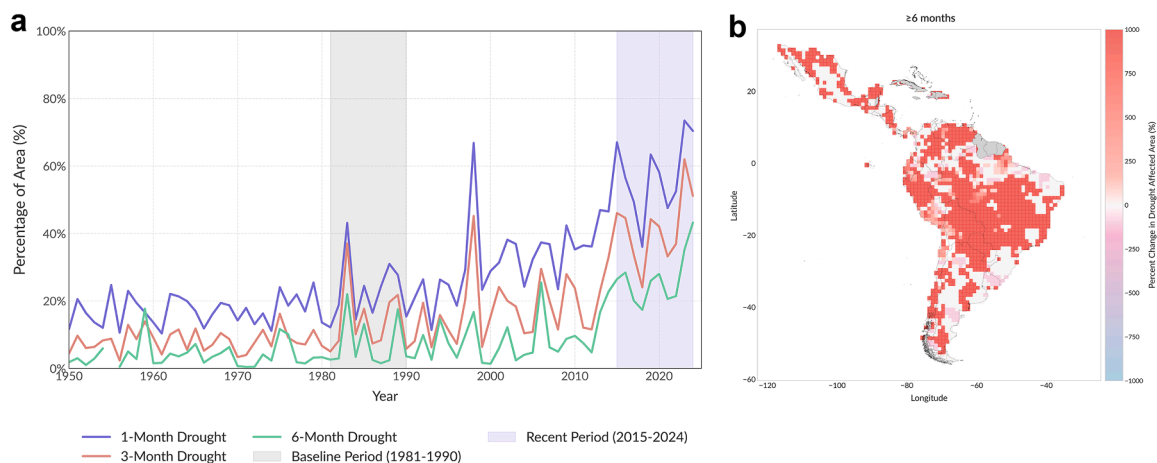 a
100%
80%
60%
40%
20%
0%
Percentage of Area (%)
1950 1960 1970 1980 1990 2000 2010 2020
Year
1-Month Drought 6-Month Drought Recent Period (2015-2024)
3-Month Drought Baseline Period (1981-1990)
b
≥6 months
20
0
−20
−40
−60
Latitude
−120 −100 −80 −60 −40
Longitude
1000
750
500
250
0
−250
−500
−750
−1000
Percent Change in Drought Affected Area (%)